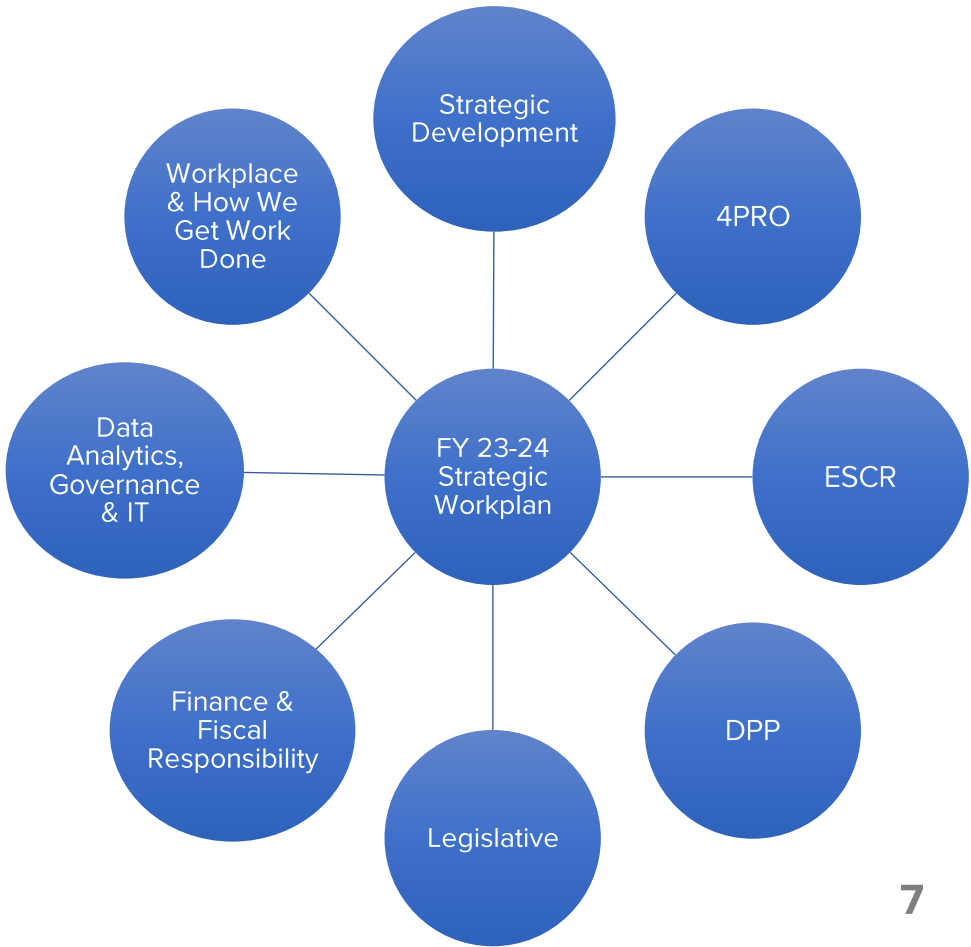 Strategic
Development
4PRO
ESCR
DPP
Legislative
Finance &
Fiscal
Responsibility
Data
Analytics,
Governance
& IT
Workplace
& How We
Get Work
Done
FY 23-24
Strategic
Workplan
7